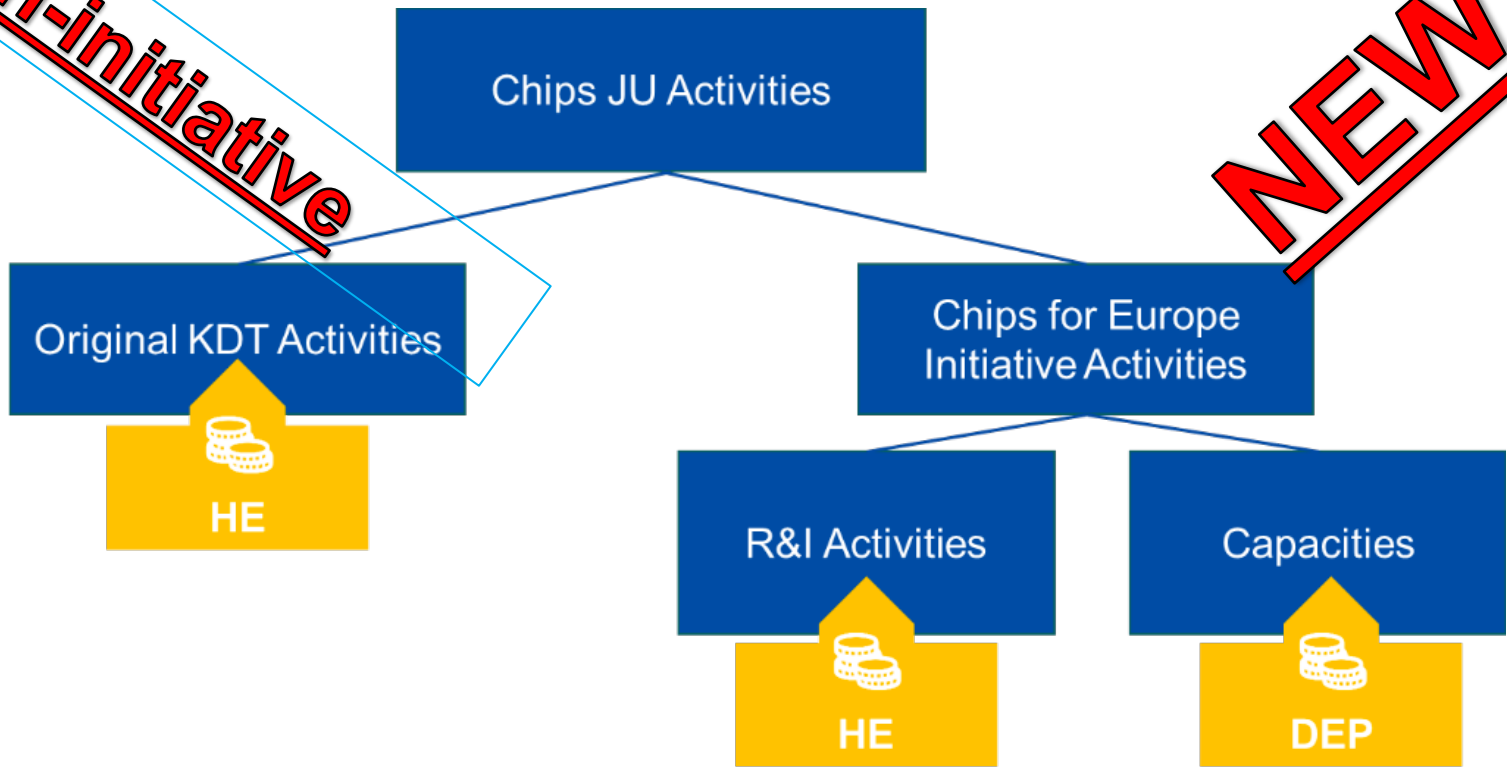 -initiative
NEW
Chips JU Activities
Original KDT Activities
HE
Chips for Europe
Initiative Activities
R&I Activities
HE
Capacities
DEP